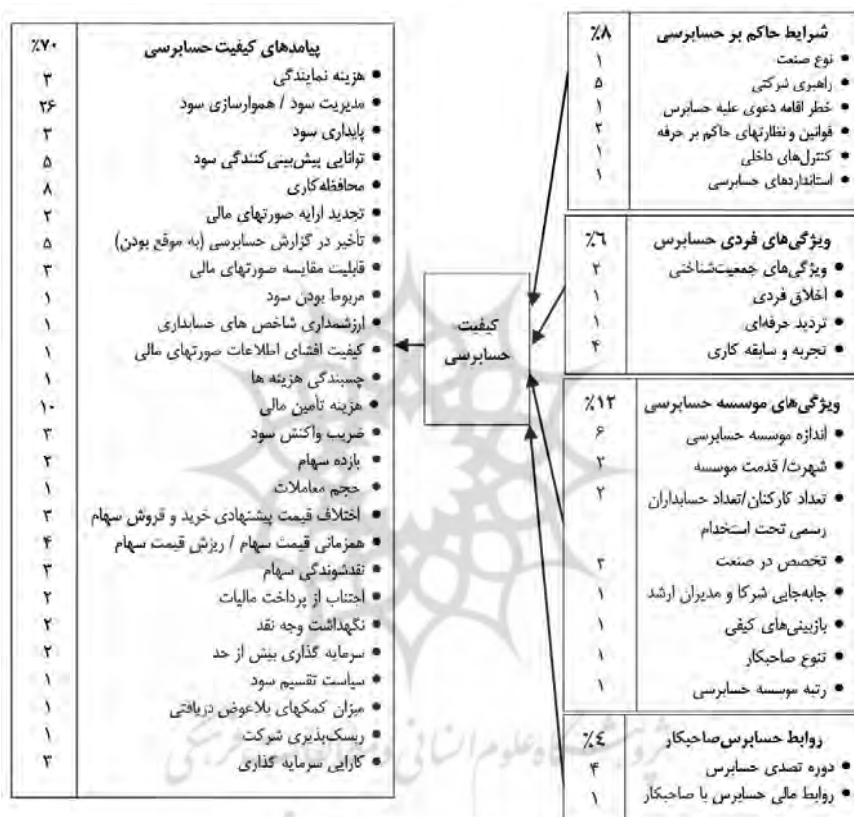 شرایط حاکم بر حسابرسی ٪۸
• نوع صنعت ۱
• راهبری شرکتی ۵
• خطر اقامه دعوی علیه حسابرس ۱
• قوانین و نظارتهای حاکم بر حرفه ۲
• کنترل‌های داخلی ۱
• استانداردهای حسابرسی ۱
ویژگی‌های فردی حسابرس ٪٦
• ویژگی‌های جمعیت‌شناختی ۲
• اخلاق فردی ۱
• تردید حرفه‌ای ۱
• تجربه و سابقه کاری ۴
ویژگی‌های موسسه حسابرسی ٪۱۲
• اندازه موسسه حسابرسی ۶
• شهرت/ قدمت موسسه ۲
• تعداد کارکنان/تعداد حسابداران ۲
رسمی تحت استخدام
• تخصص در صنعت ۲
• جابه‌جایی شرکا و مدیران ارشد ۱
• بازبینی‌های کیفی ۱
• تنوع صاحبکار ۱
• رتبه موسسه حسابرسی ۱
روابط حسابرس‌صاحبکار ٪٤
• دوره تصدی حسابرس ۴
• روابط مالی حسابرس با صاحبکار ۱
کیفیت
حسابرسی
پیامدهای کیفیت حسابرسی ٪۷۰
• هزینه نمایندگی ۳
• مدیریت سود / هموارسازی سود ۲۶
• پایداری سود ۲
• توانایی پیش‌بینی‌کنندگی سود ۵
• محافظه‌کاری ۸
• تجدید ارایه صورتهای مالی ۲
• تأخیر در گزارش حسابرسی (به موقع بودن) ۵
• قابلیت مقایسه صورتهای مالی ۳
• مربوط بودن سود ۱
• ارزشمداری شاخص های حسابداری ۱
• کیفیت افشای اطلاعات صورتهای مالی ۱
• چسبندگی هزینه ها ۱
• هزینه تأمین مالی ۱۰
• ضریب واکنش سود ۳
• بازده سهام ۲
• حجم معاملات ۱
• اختلاف قیمت پیشنهادی خرید و فروش سهام ۳
• همزمانی قیمت سهام / ریزش قیمت سهام ۴
• نقدشوندگی سهام ۳
• اجتناب از پرداخت مالیات ۲
• نگهداشت وجه نقد ۲
• سرمایه گذاری بیش از حد ۲
• سیاست تقسیم سود ۱
• میزان کمکهای بلاعوض دریافتی ۱
• ریسک‌پذیری شرکت ۱
• کارایی سرمایه گذاری ۳